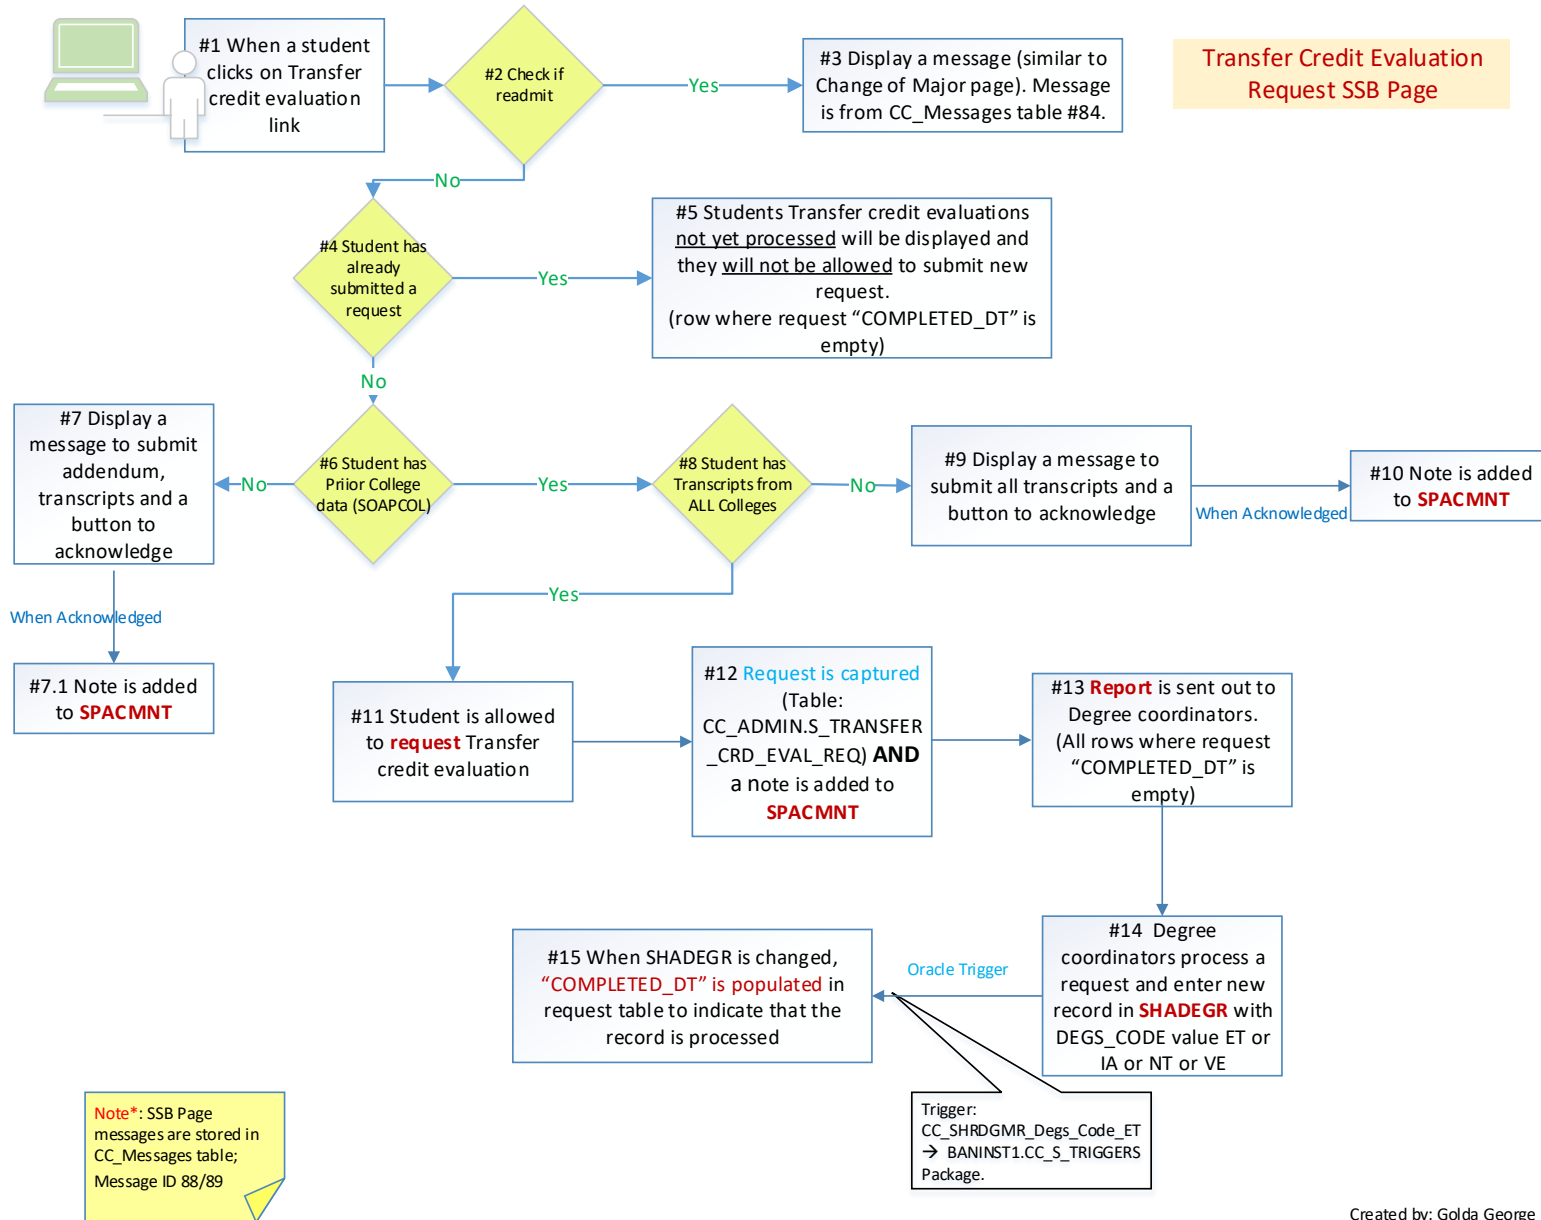 #1 When a student
clicks on Transfer
credit evaluation
link
#2 Check if
readmit
Yes
#3 Display a message (similar to
Change of Major page). Message
is from CC_Messages table #84.
Transfer Credit Evaluation
Request SSB Page
No
#4 Student has
already
submitted a
request
Yes
#5 Students Transfer credit evaluations
not yet processed will be displayed and
they will not be allowed to submit new
request.
(row where request “COMPLETED_DT” is
empty)
No
#7 Display a
message to submit
addendum,
transcripts and a
button to
acknowledge
No
#6 Student has
Prior College
data (SOAPCOL)
Yes
#8 Student has
Transcripts from
ALL Colleges
No
#9 Display a message to
submit all transcripts and a
button to acknowledge
When Acknowledged
#10 Note is added
to SPACMNT
Yes
When Acknowledged
#7.1 Note is added
to SPACMNT
#11 Student is allowed
to request Transfer
credit evaluation
#12 Request is captured
(Table:
CC_ADMIN.S_TRANSFER
_CRD_EVAL_REQ) AND
a note is added to
SPACMNT
#13 Report is sent out to
Degree coordinators.
(All rows where request
“COMPLETED_DT” is
empty)
#14 Degree
coordinators process a
request and enter new
record in SHADEGR with
DEGS_CODE value ET or
IA or NT or VE
Oracle Trigger
#15 When SHADEGR is changed,
“COMPLETED_DT” is populated in
request table to indicate that the
record is processed
Trigger:
CC_SHRDGMR_Degs_Code_ET
→ BANINST1.CC_S_TRIGGERS
Package.
Note*: SSB Page
messages are stored in
CC_Messages table;
Message ID 88/89
Created by: Golda George